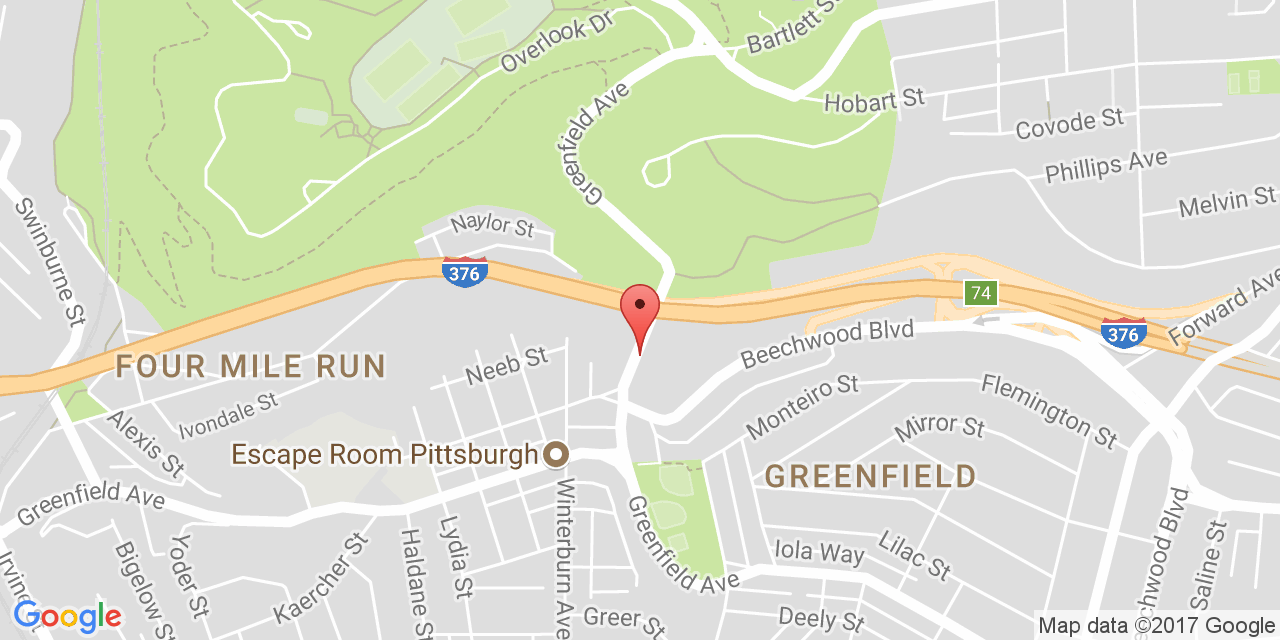 Overlook Dr
Bartlett St
Greenfield Ave
Hobart St
Covode St
Phillips Ave
Melvin St
Swinburne St
Naylor St
376
74
376
Forward Ave
Beechwood Blvd
FOUR MILE RUN
Neeb St
Monteiro St
Flemington St
Ivondale St
Alexis St
Mirror St
Escape Room Pittsburgh
GREENFIELD
Greenfield Ave
Winterburn Ave
Greenfield Ave
Lydia St
Haldane St
Kaercher St
Yoder St
Bigelow St
Iola Way
Lilac St
echwood Blvd
Saline St
Greer St
Deely St
Google
Map data ©2017 Google